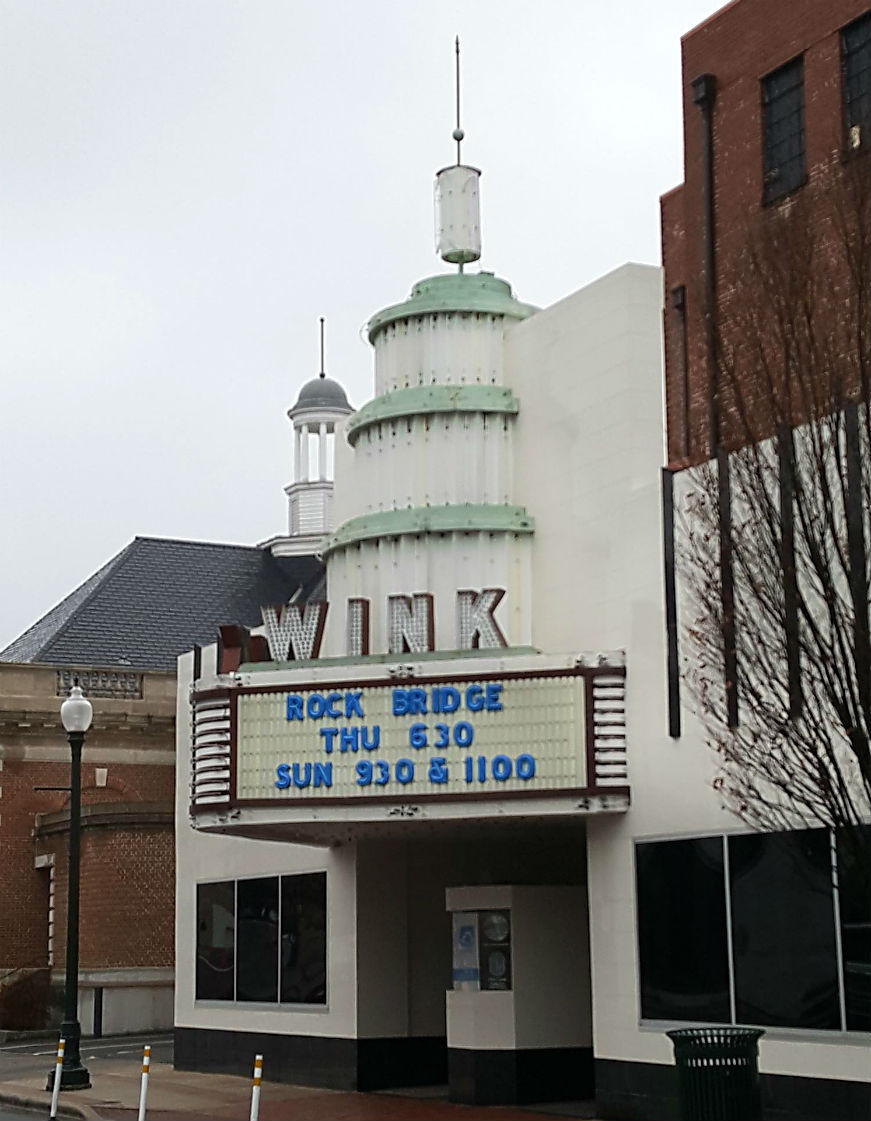 WINK
ROCK BRIDGE
THU 630
SUN 930 & 1100